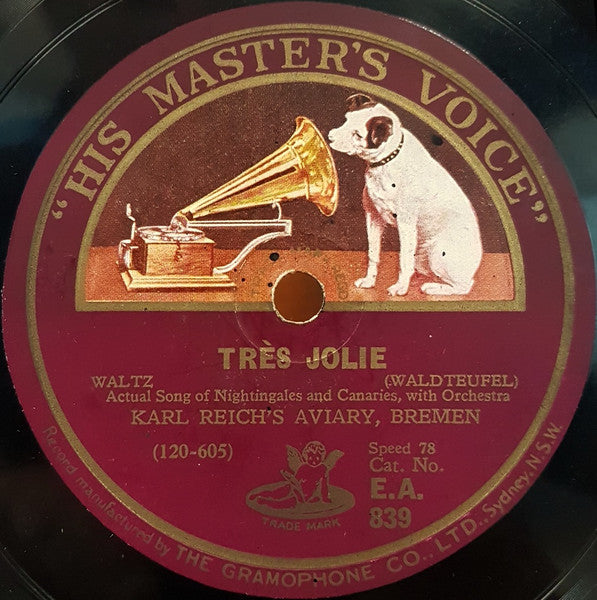 "HIS MASTER'S VOICE"
TRÈS JOLIE
WALTZ (WALDTEUFEL)
Actual Song of Nightingales and Canaries, with Orchestra
KARL REICH'S AVIARY, BREMEN
(120-605)
Speed 78
Cat. No.
E.A.
839
TRADE MARK
Record manufactured by THE GRAMOPHONE CO., LTD., Sydney, N.S.W.